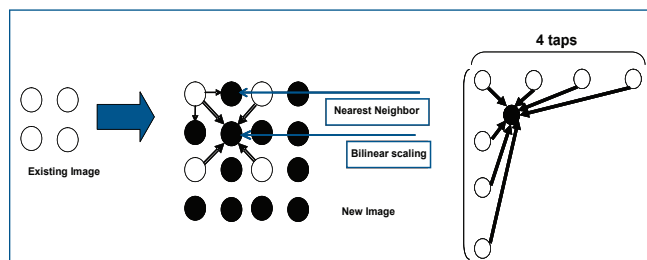 4 taps
Nearest Neighbor
Bilinear scaling
Existing Image
New Image